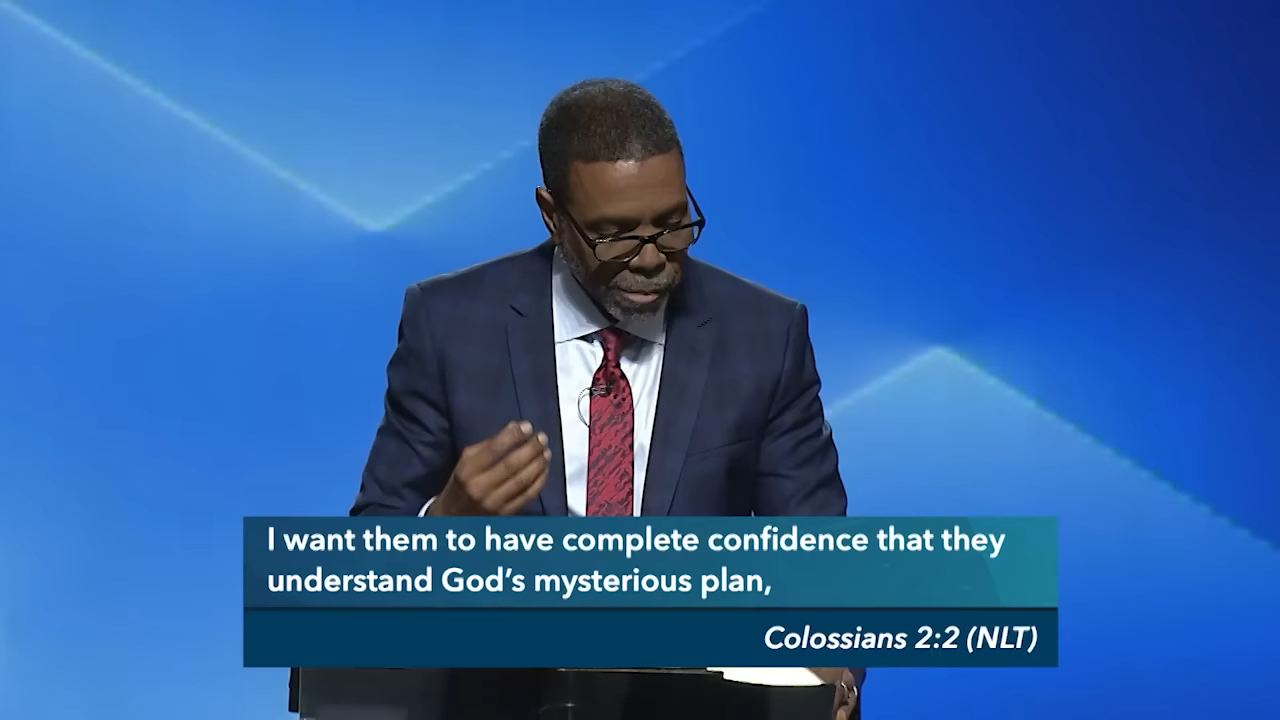 I want them to have complete confidence that they
understand God's mysterious plan,
Colossians 2:2 (NLT)